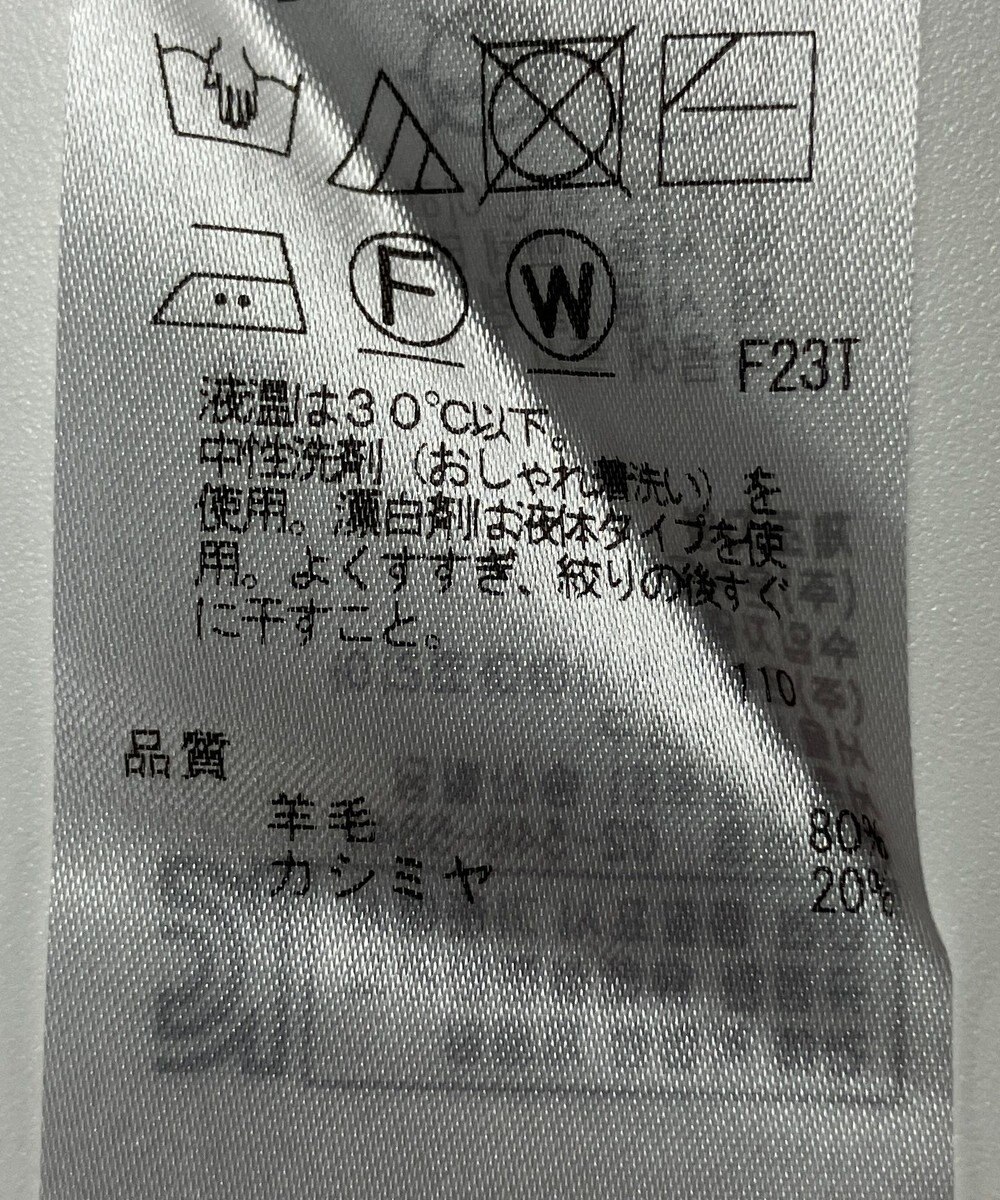 F W
F23T
液温は30℃以下。
中性洗剤(おしゃれ着洗い)を
使用。漂白剤は液体タイプを使
用。よくすすぎ、絞りの後すぐ
に干すこと。
110
品質
羊毛 80%
カシミヤ 20%